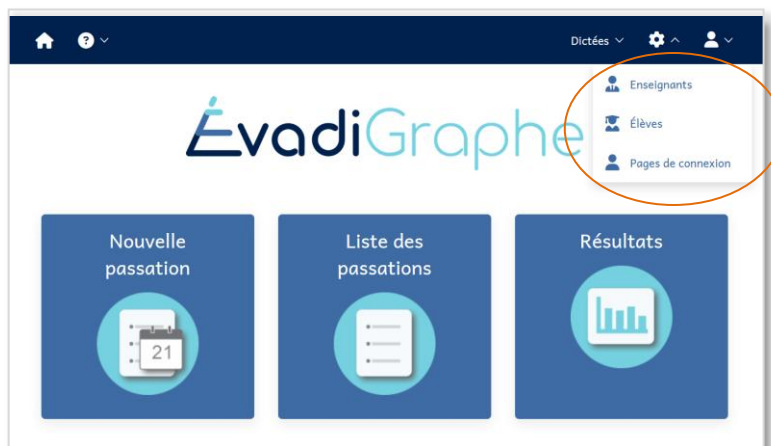 Dictées
Enseignants
Élèves
Pages de connexion
ÉvadiGraphe
Nouvelle
passation
21
Liste des
passations
Résultats